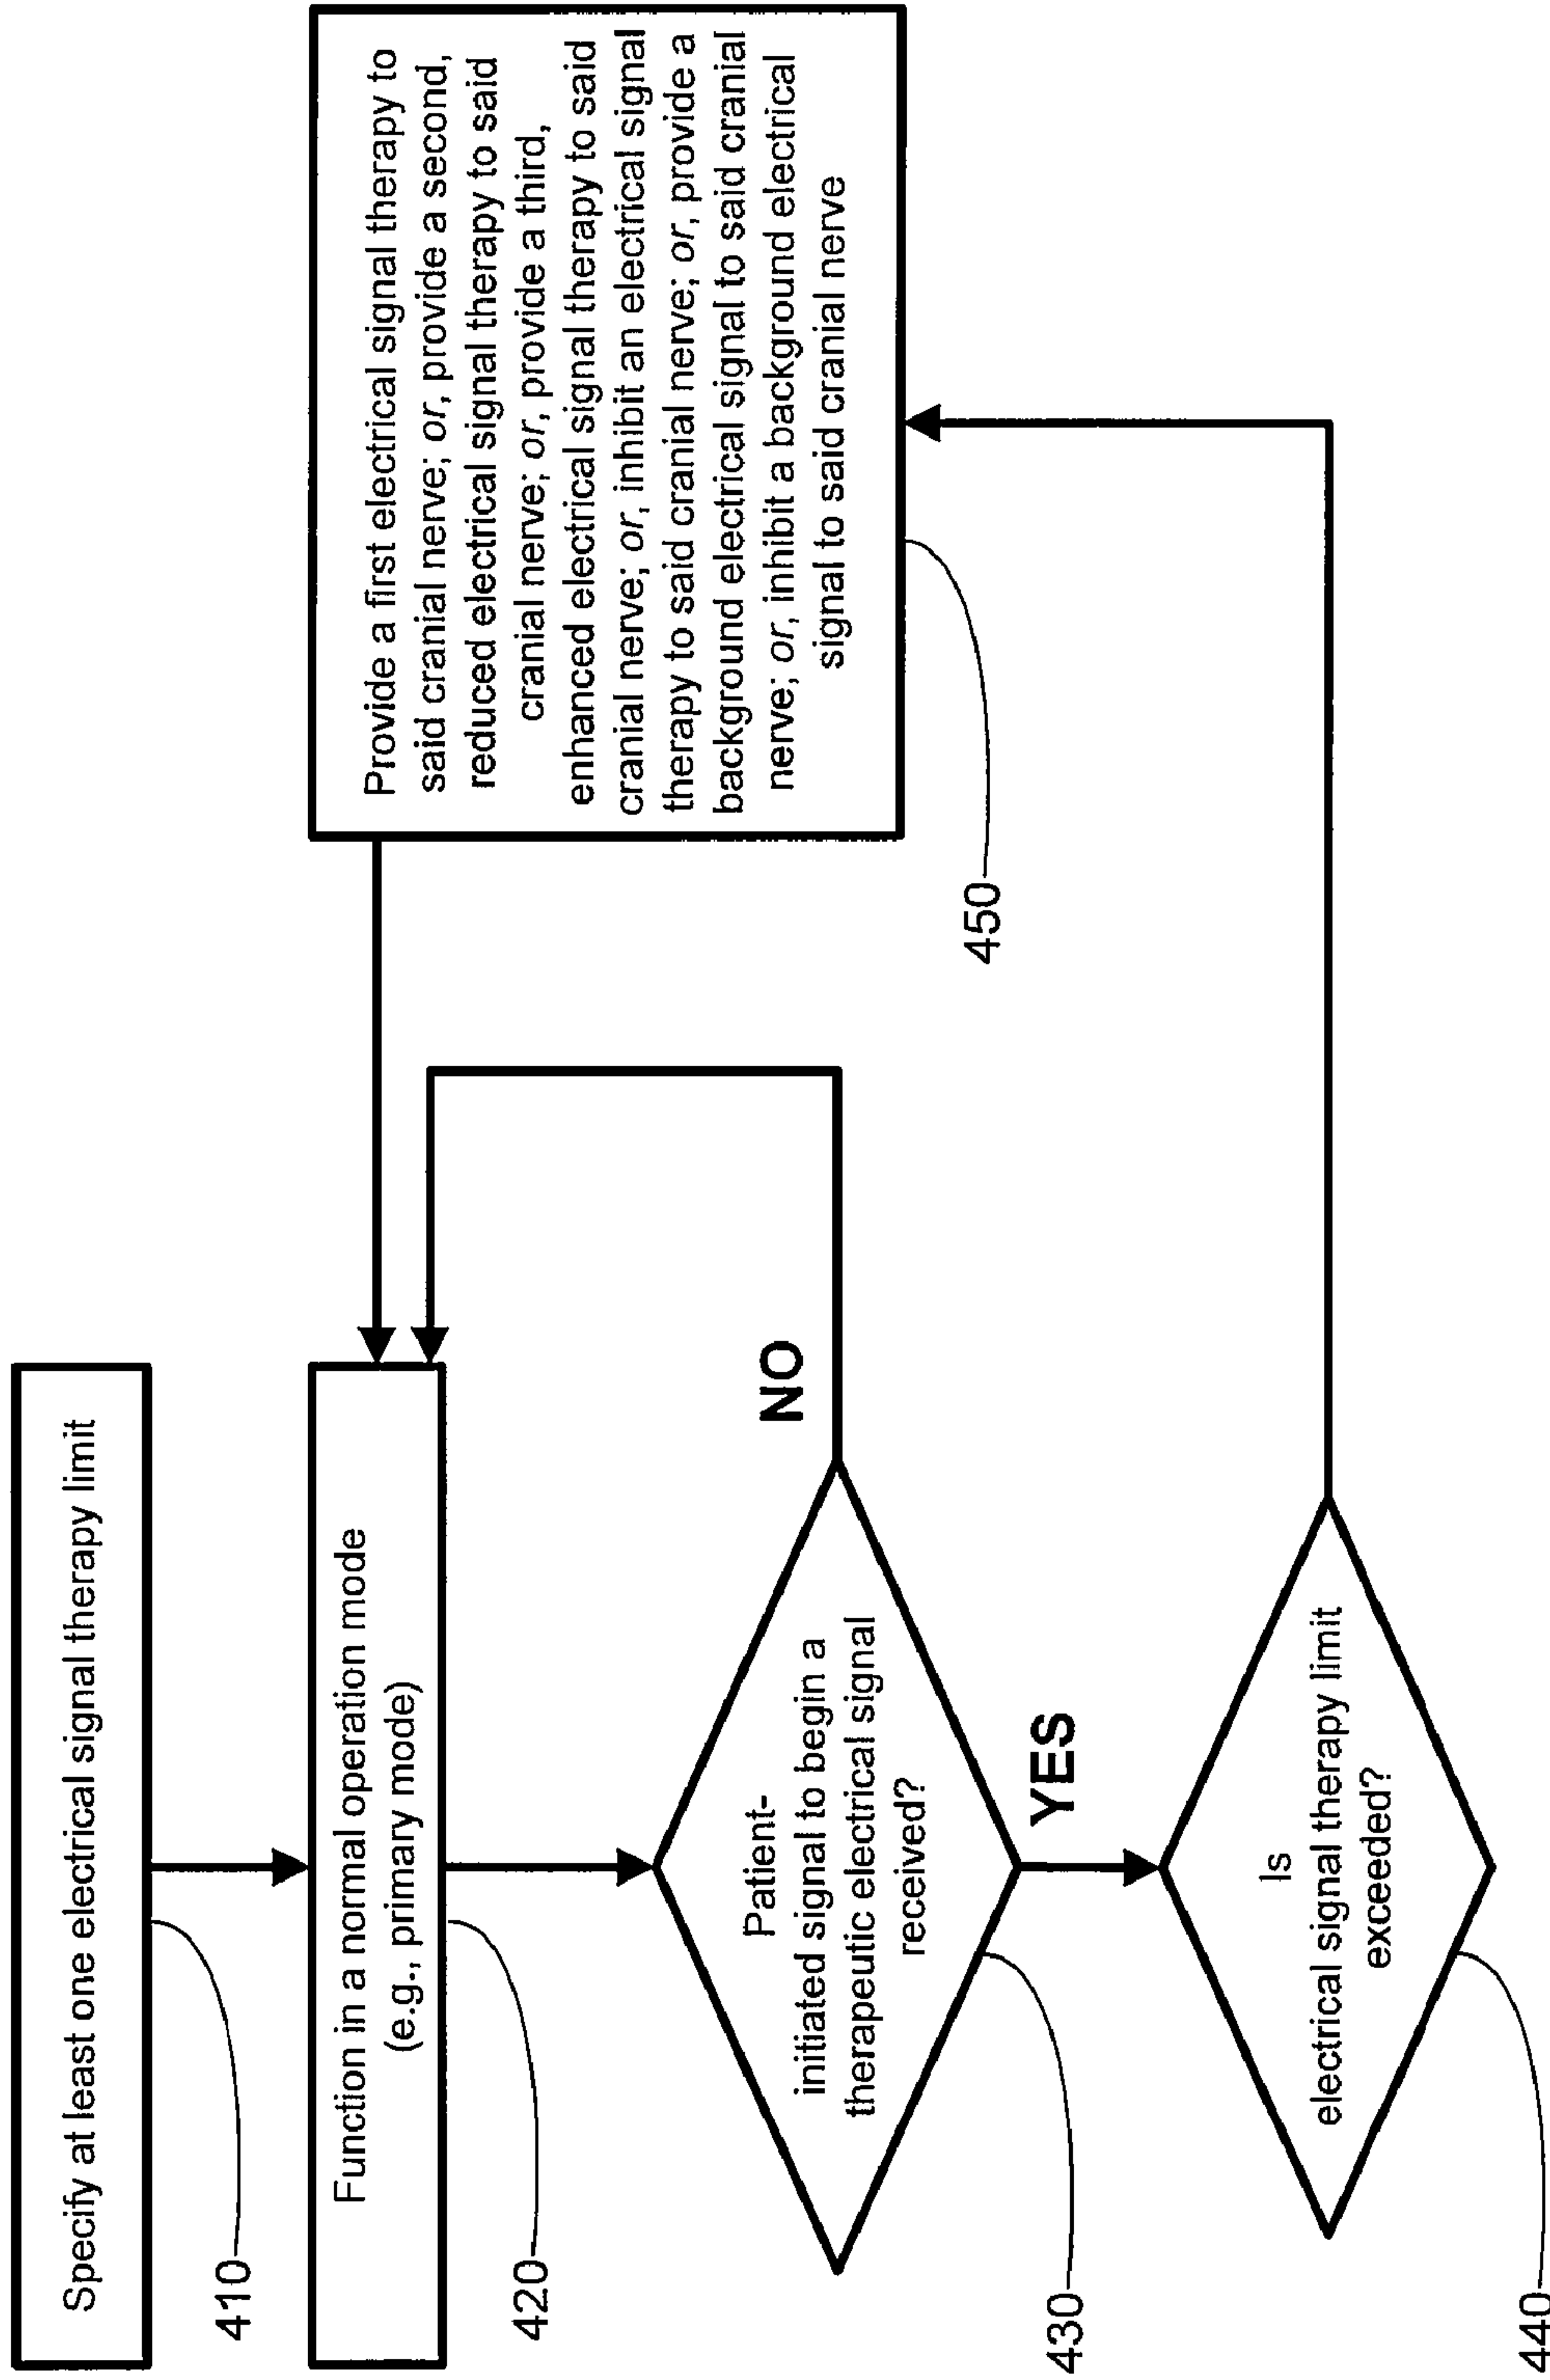 Specify at least one electrical signal therapy limit
410
Function in a normal operation mode
(e.g., primary mode)
420
Patient-
initiated signal to begin a
therapeutic electrical signal
received?
430
NO
YES
Is
electrical signal therapy limit
exceeded?
440
Provide a first electrical signal therapy to
said cranial nerve; or, provide a second,
reduced electrical signal therapy to said
cranial nerve; or, provide a third,
enhanced electrical signal therapy to said
cranial nerve; or, inhibit an electrical signal
therapy to said cranial nerve; or, provide a
background electrical signal to said cranial
nerve; or, inhibit a background electrical
signal to said cranial nerve
450